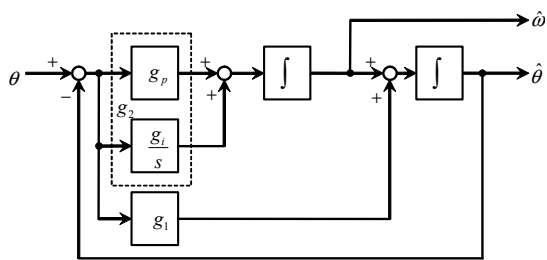 ω̂
θ + − g_p + + ∫ + + ∫ θ̂
g_2
g_i/s
g_1